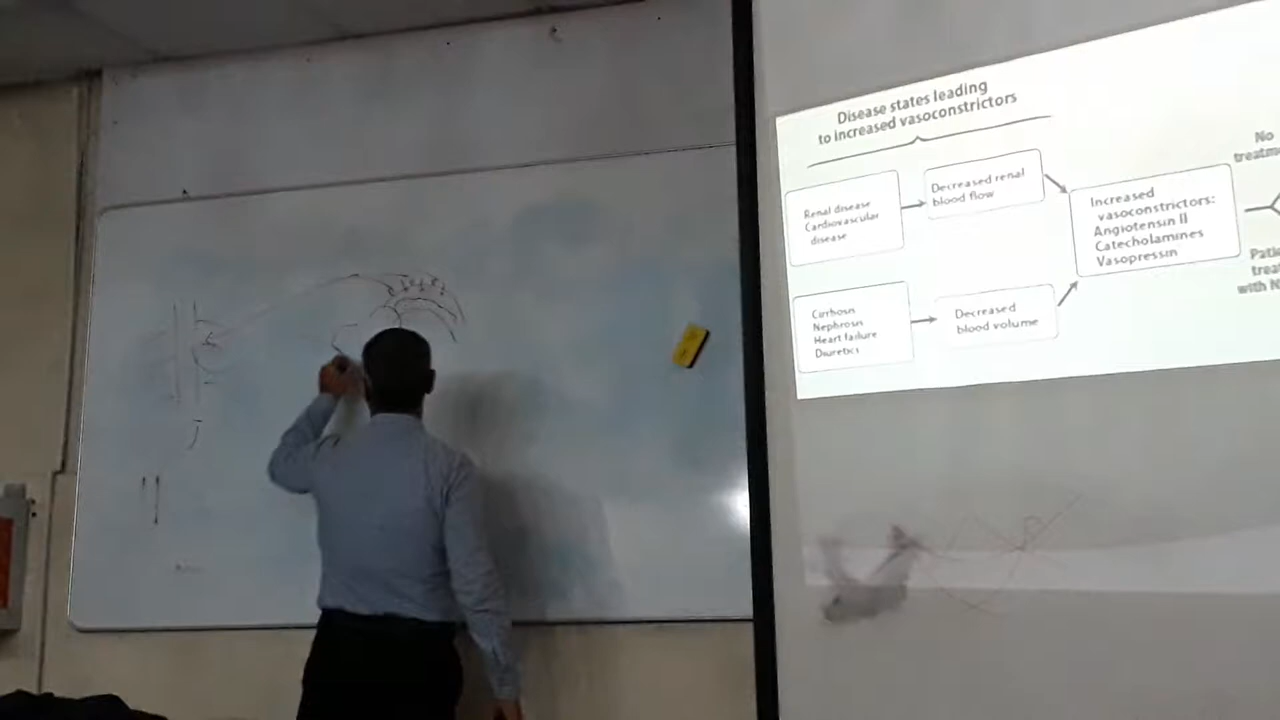 Disease states leading
to increased vasoconstrictors
Renal disease
Cardiovascular
disease
Decreased renal
blood flow
Increased
vasoconstrictors:
Angiotensin II
Catecholamines
Vasopressin
No
Cirrhosis
Nephrosis
Heart failure
Diuretics
Decreased
blood volume
with